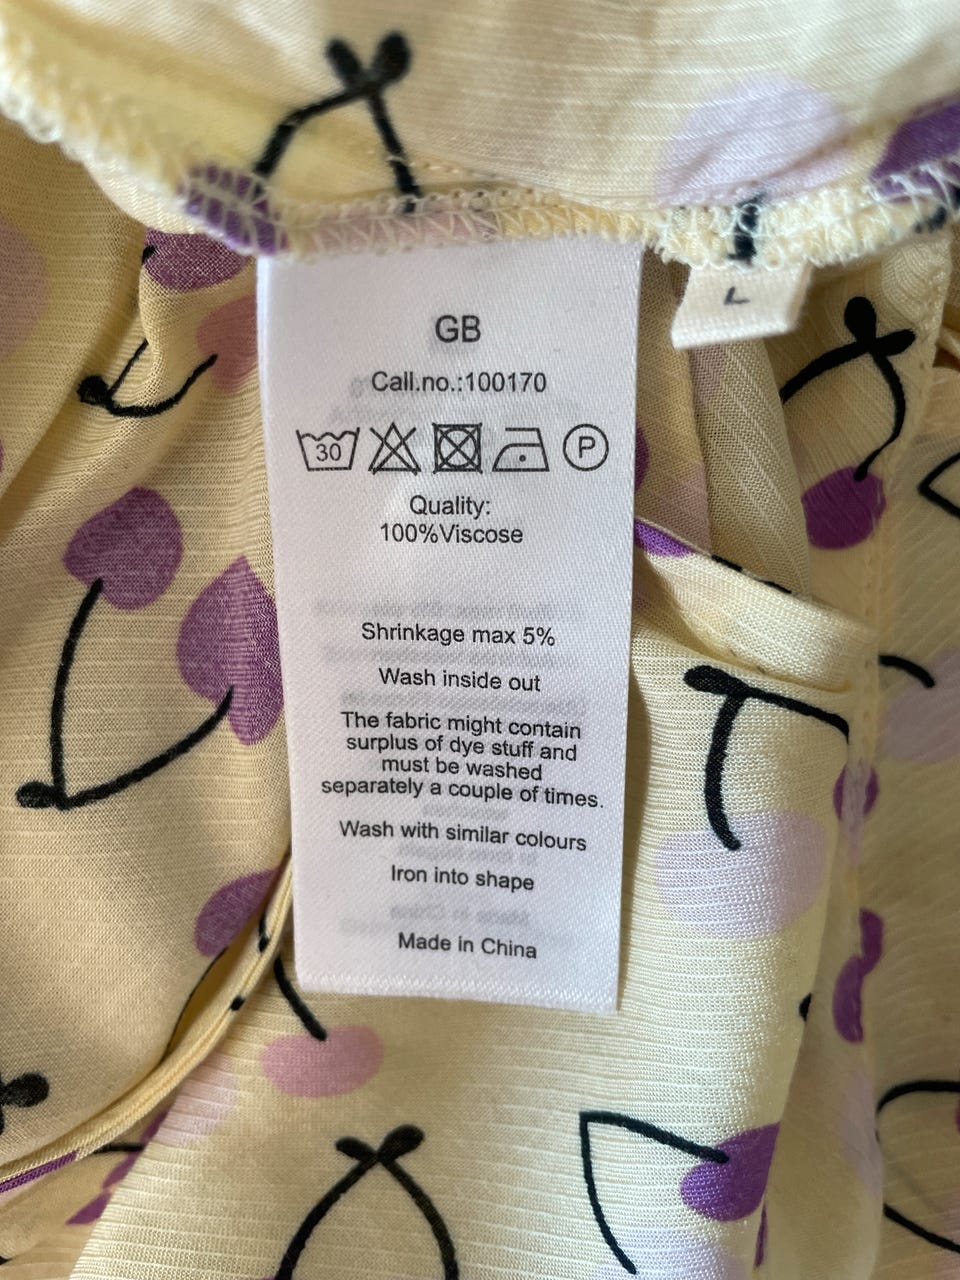 GB
Call.no.:100170
30 P
Quality:
100%Viscose
Shrinkage max 5%
Wash inside out
The fabric might contain
surplus of dye stuff and
must be washed
separately a couple of times.
Wash with similar colours
Iron into shape
Made in China
L